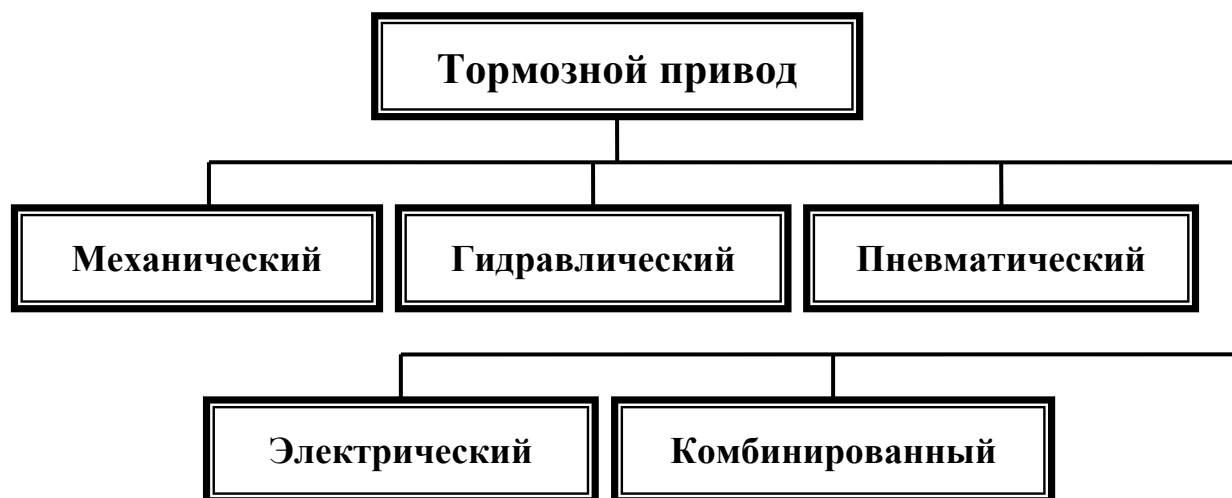 Тормозной привод
Механический Гидравлический Пневматический
Электрический Комбинированный